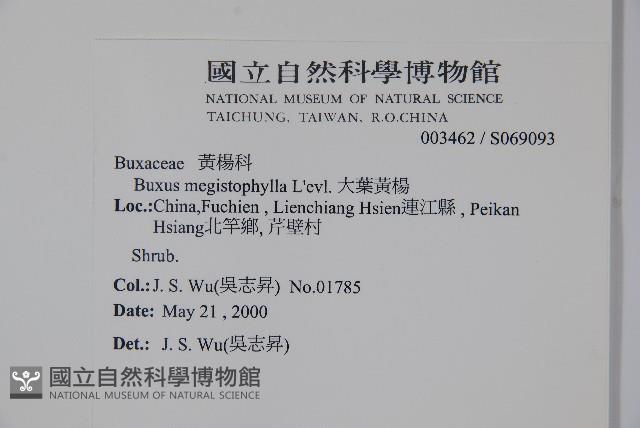 國立自然科學博物館
NATIONAL MUSEUM OF NATURAL SCIENCE
TAICHUNG, TAIWAN, R.O.CHINA
003462 / S069093
Buxaceae 黃楊科
Buxus megistophylla L'evl. 大葉黃楊
Loc.:China,Fuchien , Lienchiang Hsien連江縣 , Peikan
Hsiang北竿鄉, 芹壁村
Shrub.
Col.: J. S. Wu(吳志昇) No.01785
Date: May 21 , 2000
Det.: J. S. Wu(吳志昇)
國立自然科學博物館
NATIONAL MUSEUM OF NATURAL SCIENCE